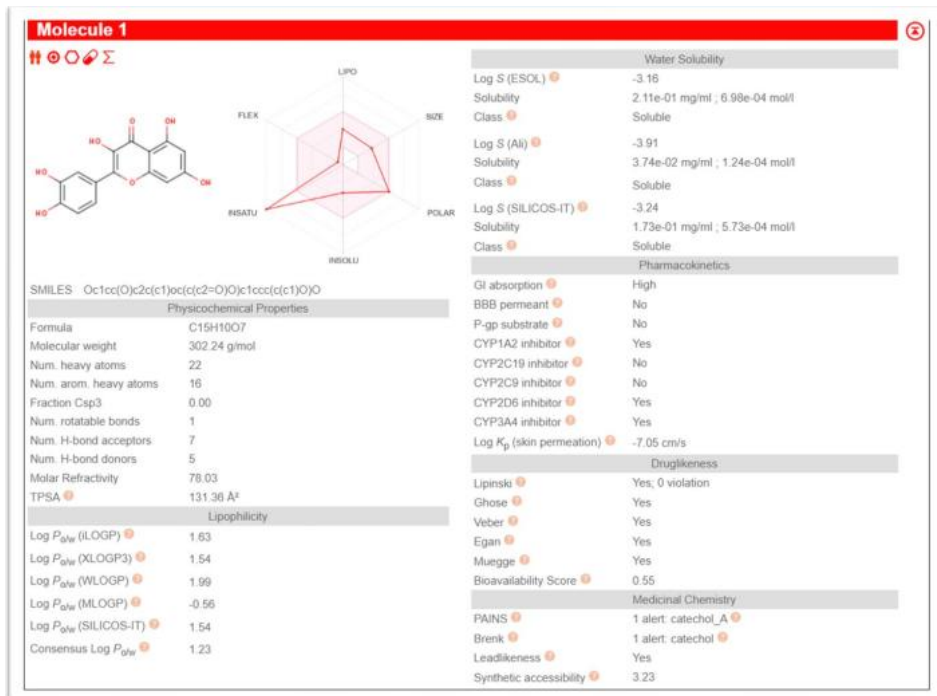 Molecule 1
LIPO
FLEX
SIZE
OH
O
HO
HO
O
OH
HO
INSATU
POLAR
INSOLU
SMILES Oc1cc(O)c2c(c1)oc(c(c2=O)O)c1ccc(c(c1)O)O
Physicochemical Properties
Formula C15H10O7
Molecular weight 302.24 g/mol
Num. heavy atoms 22
Num. arom. heavy atoms 16
Fraction Csp3 0.00
Num. rotatable bonds 1
Num. H-bond acceptors 7
Num. H-bond donors 5
Molar Refractivity 78.03
TPSA ? 131.36 Å²
Lipophilicity
Log Po/w (iLOGP) ? 1.63
Log Po/w (XLOGP3) ? 1.54
Log Po/w (WLOGP) ? 1.99
Log Po/w (MLOGP) ? -0.56
Log Po/w (SILICOS-IT) ? 1.54
Consensus Log Po/w ? 1.23
Water Solubility
Log S (ESOL) ? -3.16
Solubility 2.11e-01 mg/ml ; 6.98e-04 mol/l
Class ? Soluble
Log S (Ali) ? -3.91
Solubility 3.74e-02 mg/ml ; 1.24e-04 mol/l
Class ? Soluble
Log S (SILICOS-IT) ? -3.24
Solubility 1.73e-01 mg/ml ; 5.73e-04 mol/l
Class ? Soluble
Pharmacokinetics
GI absorption ? High
BBB permeant ? No
P-gp substrate ? No
CYP1A2 inhibitor ? Yes
CYP2C19 inhibitor ? No
CYP2C9 inhibitor ? No
CYP2D6 inhibitor ? Yes
CYP3A4 inhibitor ? Yes
Log Kp (skin permeation) ? -7.05 cm/s
Druglikeness
Lipinski ? Yes; 0 violation
Ghose ? Yes
Veber ? Yes
Egan ? Yes
Muegge ? Yes
Bioavailability Score ? 0.55
Medicinal Chemistry
PAINS ? 1 alert: catechol_A ?
Brenk ? 1 alert: catechol ?
Leadlikeness ? Yes
Synthetic accessibility ? 3.23